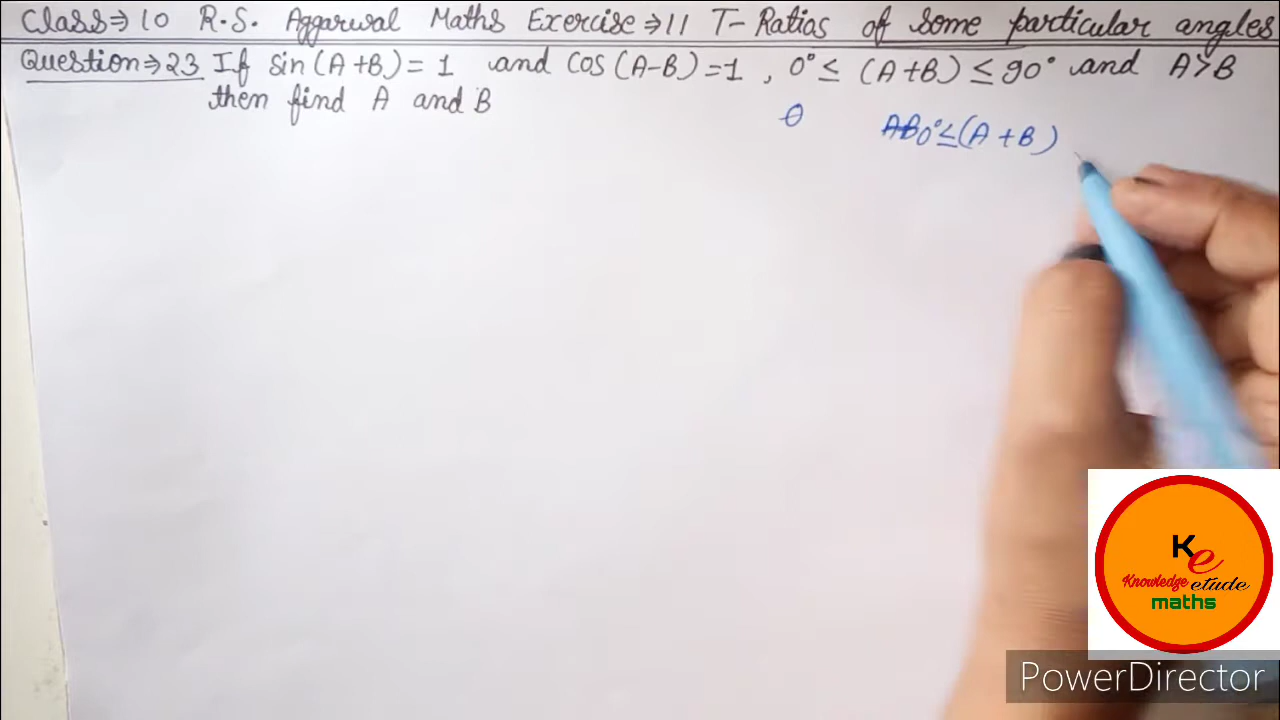 Class⇒10 R.S. Aggarwal Maths Exercise⇒11 T-Ratios of some particular angles
Question⇒23 If sin(A+B)=1 and cos(A-B)=1, 0°≤ (A+B) ≤90° and A>B
then find A and B
θ AB0°≤(A+B)
Ke
Knowledge etude
maths
PowerDirector